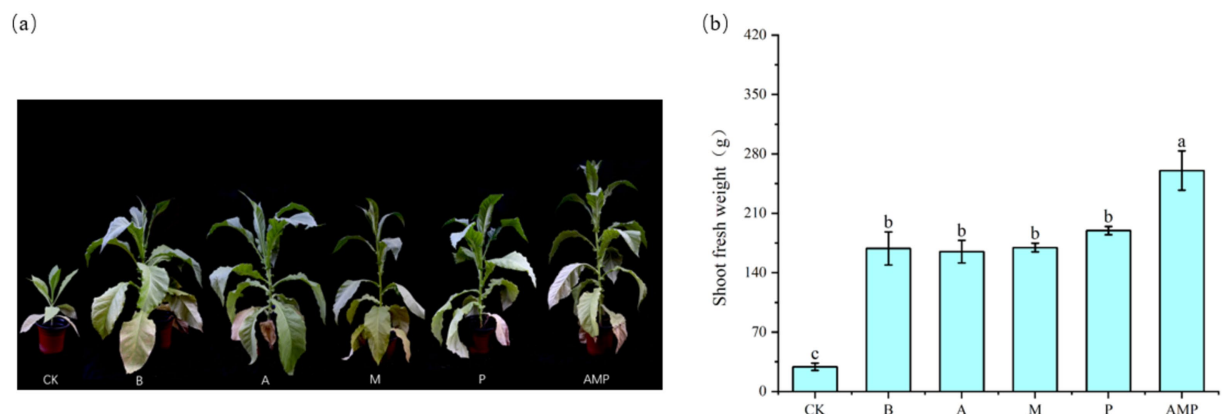 (a)
CK B A M P AMP
(b)
Shoot fresh weight (g)
420
350
280
210
140
70
0
c
b
b
b
b
a
CK B A M P AMP